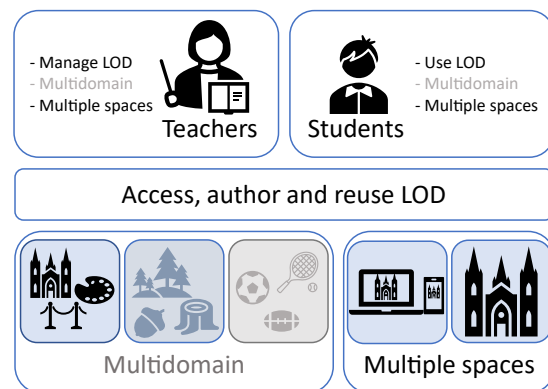 - Manage LOD
- Multidomain
- Multiple spaces
Teachers
- Use LOD
- Multidomain
- Multiple spaces
Students
Access, author and reuse LOD
Multidomain
Multiple spaces